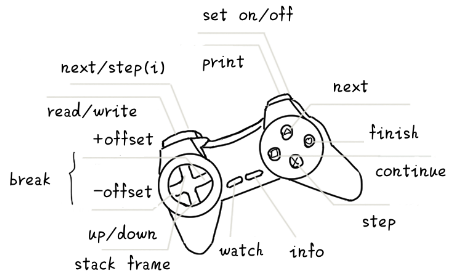 set on/off
print
next/step(i)
next
read/write
+offset
finish
break
continue
-offset
step
up/down
stack frame
watch
info